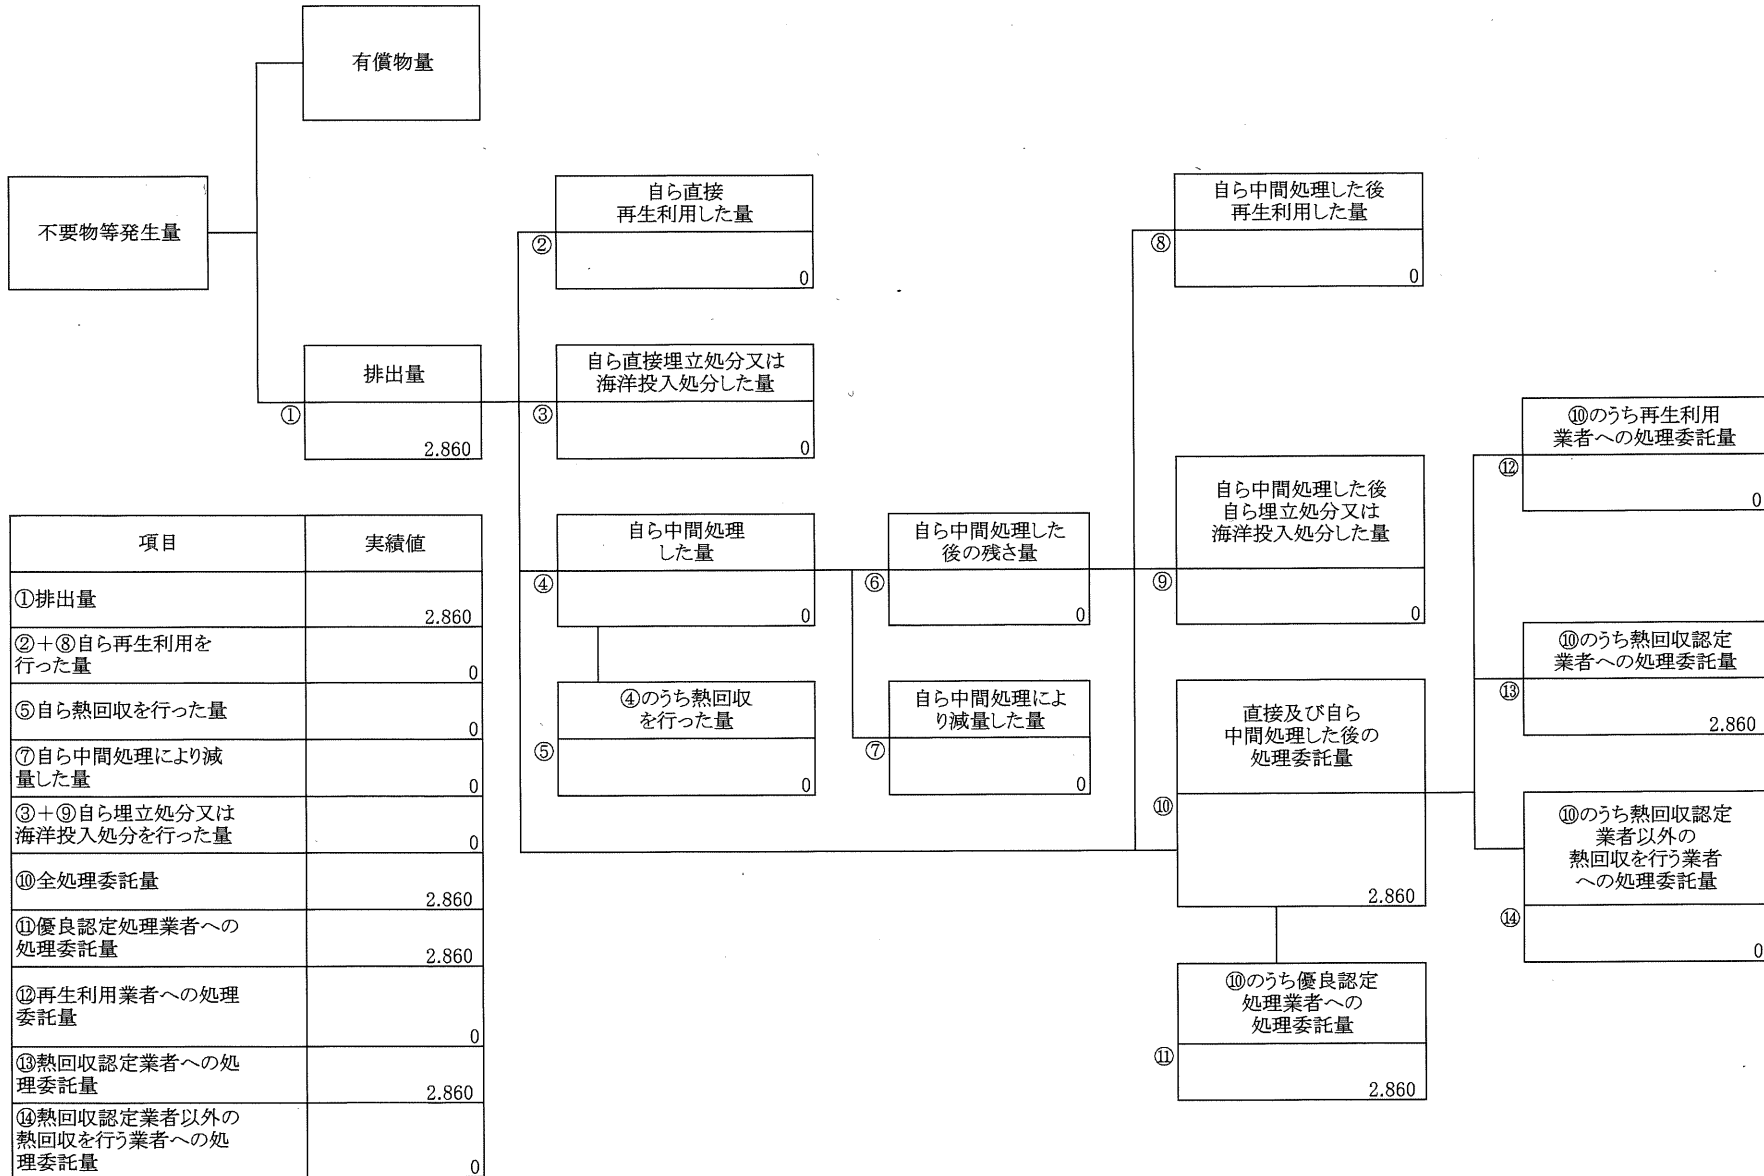 有償物量
不要物等発生量
排出量
①
2.860
自ら直接
再生利用した量
②
0
自ら直接埋立処分又は
海洋投入処分した量
③
0
自ら中間処理
した量
④
0
④のうち熱回収
を行った量
⑤
0
自ら中間処理した
後の残さ量
⑥
0
自ら中間処理によ
り減量した量
⑦
0
自ら中間処理した後
再生利用した量
⑧
0
自ら中間処理した後
自ら埋立処分又は
海洋投入処分した量
⑨
0
直接及び自ら
中間処理した後の
処理委託量
⑩
2.860
⑩のうち優良認定
処理業者への
処理委託量
⑪
2.860
⑩のうち再生利用
業者への処理委託量
⑫
0
⑩のうち熱回収認定
業者への処理委託量
⑬
2.860
⑩のうち熱回収認定
業者以外の
熱回収を行う業者
への処理委託量
⑭
0
項目 実績値
①排出量
2.860
②+⑧自ら再生利用を
行った量
0
⑤自ら熱回収を行った量
0
⑦自ら中間処理により減
量した量
0
③+⑨自ら埋立処分又は
海洋投入処分を行った量
0
⑩全処理委託量
2.860
⑪優良認定処理業者への
処理委託量
2.860
⑫再生利用業者への処理
委託量
0
⑬熱回収認定業者への処
理委託量
2.860
⑭熱回収認定業者以外の
熱回収を行う業者への処
理委託量
0